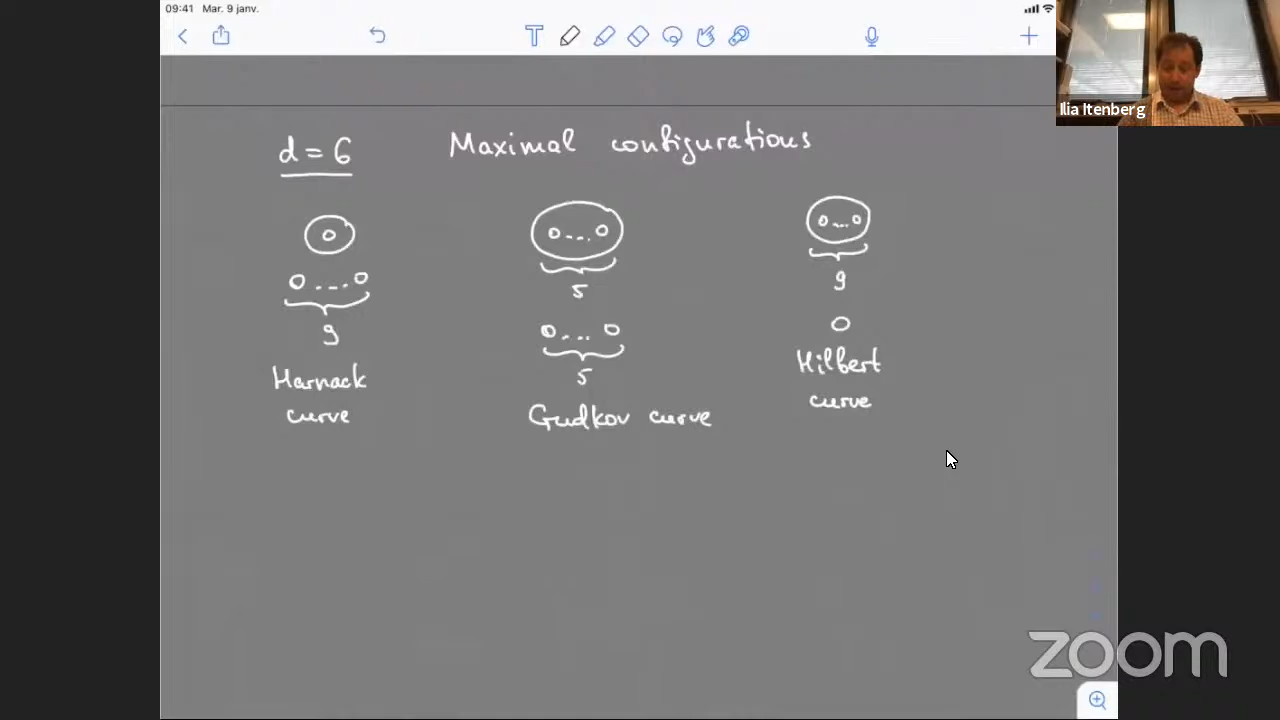 09:41 Mar. 9 janv.
Ilia Itenberg
d = 6 Maximal configurations
o o...o o...o
o...o 5 9
9 o...o o
Harnack 5 Hilbert
curve Gudkov curve curve
zoom